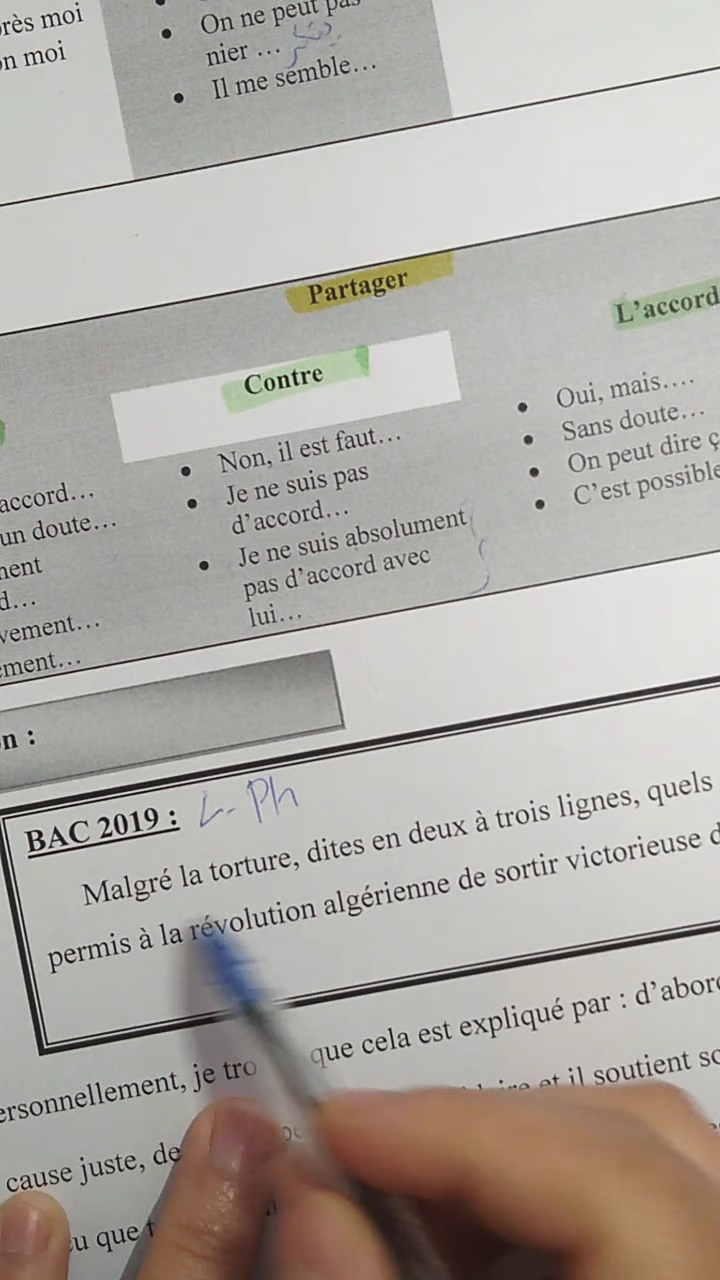 près moi
on moi
• On ne peut pas
nier …
• Il me semble…
Partager
L’accord
Contre
• Non, il est faut…
• Je ne suis pas
d’accord…
• Je ne suis absolument
pas d’accord avec
lui…
• Oui, mais….
• Sans doute…
• On peut dire ç
• C’est possible
accord…
un doute…
ment
d…
vement…
ement…
n :
BAC 2019 : L-Ph
Malgré la torture, dites en deux à trois lignes, quels
permis à la révolution algérienne de sortir victorieuse d
ersonnellement, je tro que cela est expliqué par : d’abord
et il soutient so
cause juste, de
u que t